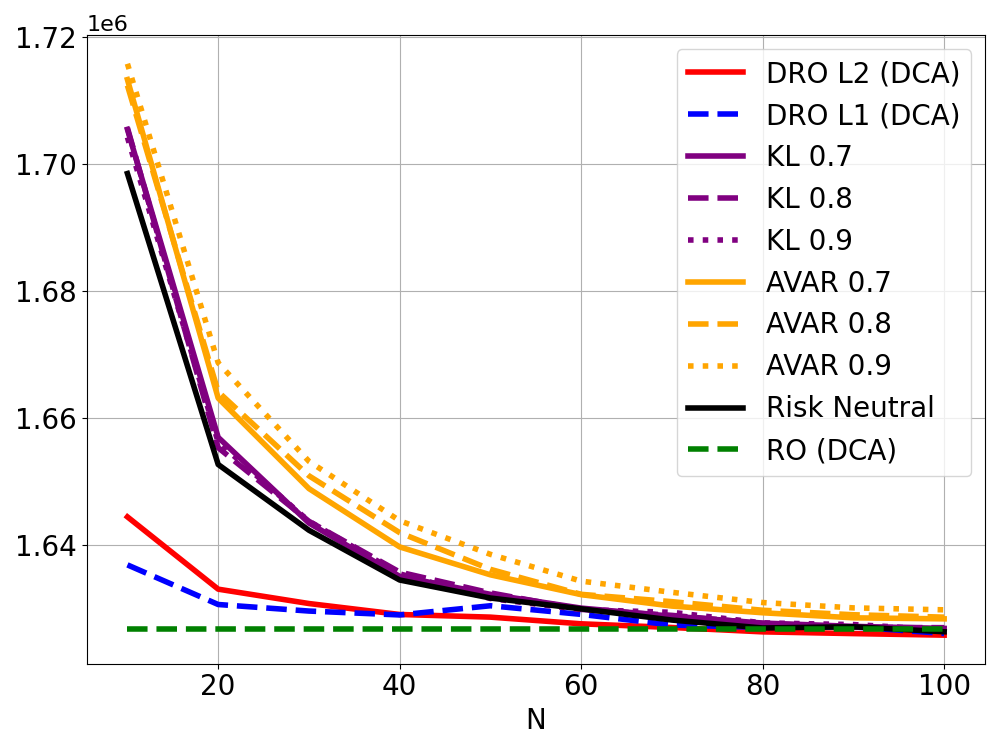 1e6
1.72
1.70
1.68
1.66
1.64
20
40
60
80
100
N
DRO L2 (DCA)
DRO L1 (DCA)
KL 0.7
KL 0.8
KL 0.9
AVAR 0.7
AVAR 0.8
AVAR 0.9
Risk Neutral
RO (DCA)